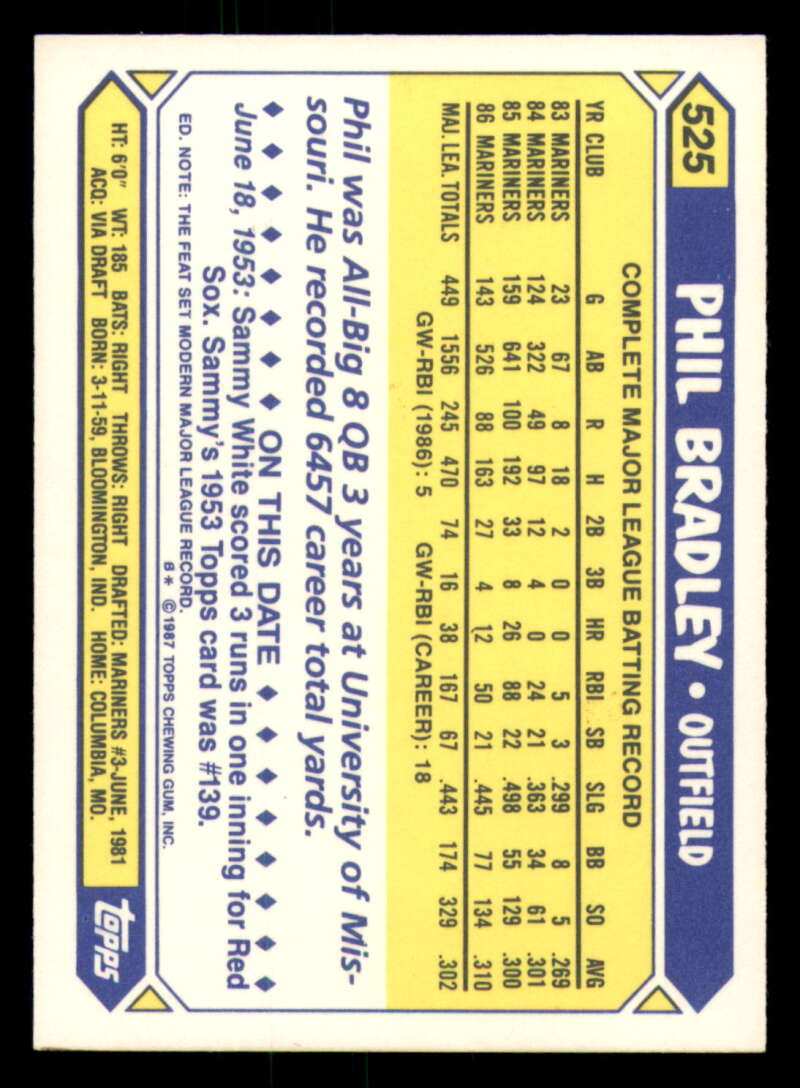 525 PHIL BRADLEY • OUTFIELD
COMPLETE MAJOR LEAGUE BATTING RECORD
YR CLUB G AB R H 2B 3B HR RBI SB SLG BB SO AVG
83 MARINERS 23 67 8 18 2 0 0 5 3 .299 8 5 .269
84 MARINERS 124 322 49 97 12 4 0 24 21 .363 34 61 .301
85 MARINERS 159 641 100 192 33 8 26 88 22 .498 55 129 .300
86 MARINERS 143 526 88 163 27 4 12 50 21 .445 77 134 .310
MAJ. LEA. TOTALS 449 1556 245 470 74 16 38 167 67 .443 174 329 .302
GW-RBI (1986): 5 GW-RBI (CAREER): 18
Phil was All-Big 8 QB 3 years at University of Mis-
souri. He recorded 6457 career total yards.
♦ ♦ ♦ ♦ ♦ ♦ ♦ ON THIS DATE ♦ ♦ ♦ ♦ ♦ ♦ ♦ ♦
June 18, 1953: Sammy White scored 3 runs in one inning for Red
Sox. Sammy's 1953 Topps card was #139.
ED. NOTE: THE FEAT SET MODERN MAJOR LEAGUE RECORD.
B* ©1987 TOPPS CHEWING GUM, INC.
HT: 6'0" WT: 185 BATS: RIGHT THROWS: RIGHT DRAFTED: MARINERS #3-JUNE, 1981
ACQ: VIA DRAFT BORN: 3-11-59, BLOOMINGTON, IND. HOME: COLUMBIA, MO.
topps